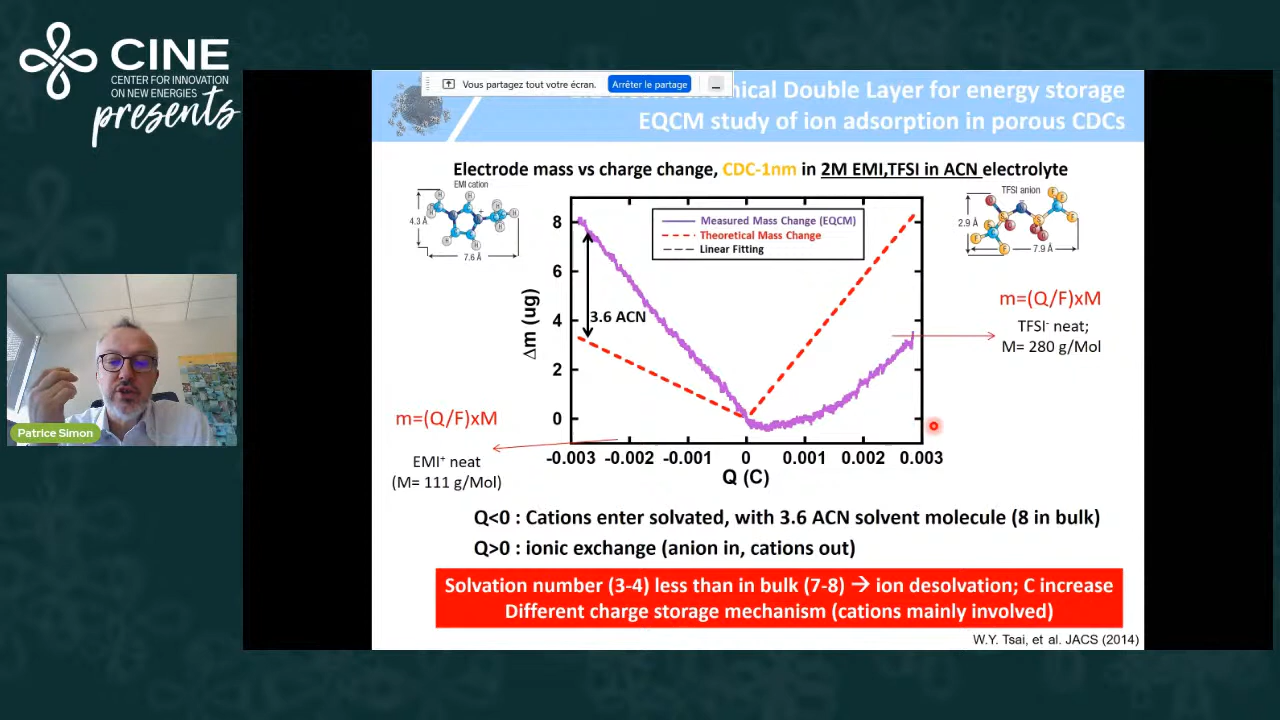 CINE
CENTER FOR INNOVATION
ON NEW ENERGIES
presents
Vous partagez tout votre écran.
Arrêter le partage
Double Layer for energy storage
EQCM study of ion adsorption in porous CDCs
Electrode mass vs charge change, CDC-1nm in 2M EMI,TFSI in ACN electrolyte
EMI cation
4.3 Å
7.6 Å
TFSI anion
2.9 Å
7.9 Å
Measured Mass Change (EQCM)
Theoretical Mass Change
Linear Fitting
8
6
4
2
0
Δm (ug)
3.6 ACN
-0.003 -0.002 -0.001 0 0.001 0.002 0.003
Q (C)
m=(Q/F)xM
TFSI⁻ neat;
M= 280 g/Mol
m=(Q/F)xM
EMI⁺ neat
(M= 111 g/Mol)
Patrice Simon
Q<0 : Cations enter solvated, with 3.6 ACN solvent molecule (8 in bulk)
Q>0 : ionic exchange (anion in, cations out)
Solvation number (3-4) less than in bulk (7-8) → ion desolvation; C increase
Different charge storage mechanism (cations mainly involved)
W.Y. Tsai, et al. JACS (2014)